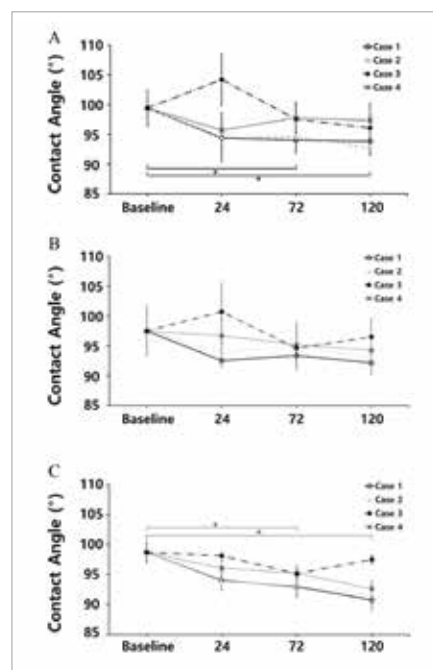 A
110
105
100
95
90
85
Contact Angle (°)
Case 1
Case 2
Case 3
Case 4
*
*
Baseline 24 72 120
B
110
105
100
95
90
85
Contact Angle (°)
Case 1
Case 2
Case 3
Case 4
Baseline 24 72 120
C
110
105
100
95
90
85
Contact Angle (°)
Case 1
Case 2
Case 3
Case 4
*
*
Baseline 24 72 120